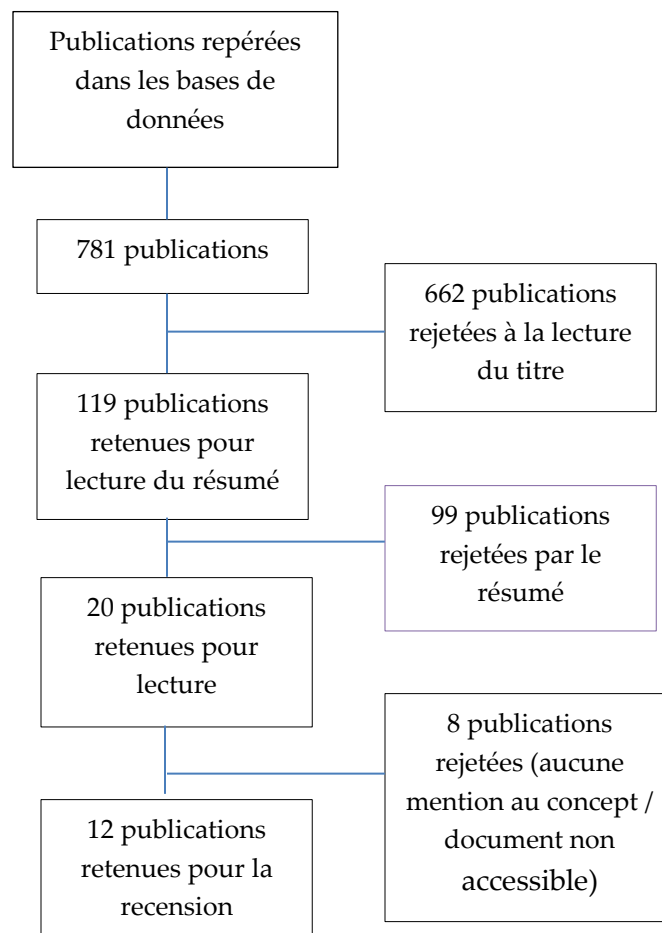 Publications repérées
dans les bases de
données
781 publications
662 publications
rejetées à la lecture
du titre
119 publications
retenues pour
lecture du résumé
99 publications
rejetées par le
résumé
20 publications
retenues pour
lecture
8 publications
rejetées (aucune
mention au concept /
document non
accessible)
12 publications
retenues pour la
recension